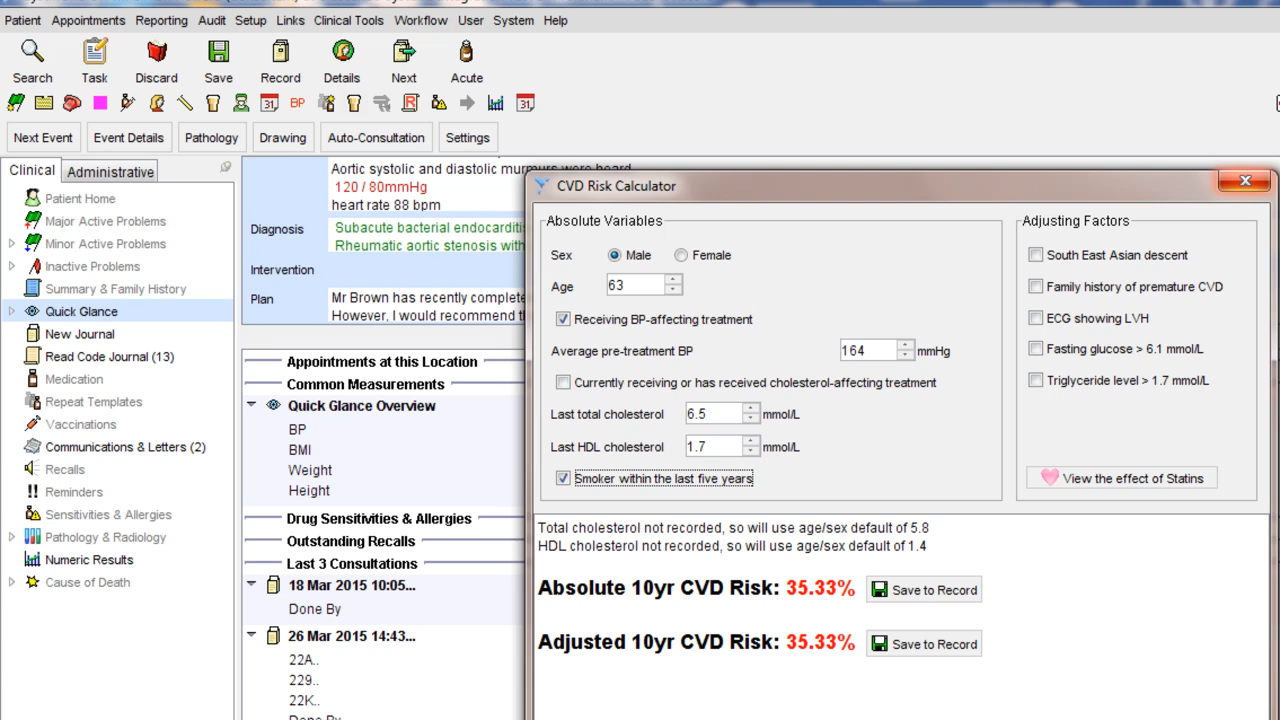 Patient Appointments Reporting Audit Setup Links Clinical Tools Workflow User System Help
Search Task Discard Save Record Details Next Acute
31 BP R 31
Next Event Event Details Pathology Drawing Auto-Consultation Settings
Clinical Administrative
Patient Home
Major Active Problems
Minor Active Problems
Inactive Problems
Summary & Family History
Quick Glance
New Journal
Read Code Journal (13)
Medication
Repeat Templates
Vaccinations
Communications & Letters (2)
Recalls
Reminders
Sensitivities & Allergies
Pathology & Radiology
Numeric Results
Cause of Death
Aortic systolic and diastolic murmurs were heard
120 / 80mmHg
heart rate 88 bpm
Diagnosis
Subacute bacterial endocarditis
Rheumatic aortic stenosis with
Intervention
Plan
Mr Brown has recently complete
However, I would recommend t
Appointments at this Location
Common Measurements
Quick Glance Overview
BP
BMI
Weight
Height
Drug Sensitivities & Allergies
Outstanding Recalls
Last 3 Consultations
18 Mar 2015 10:05...
Done By
26 Mar 2015 14:43...
22A..
229..
22K..
Done By
CVD Risk Calculator
Absolute Variables
Sex Male Female
Age 63
Receiving BP-affecting treatment
Average pre-treatment BP 164 mmHg
Currently receiving or has received cholesterol-affecting treatment
Last total cholesterol 6.5 mmol/L
Last HDL cholesterol 1.7 mmol/L
Smoker within the last five years
Adjusting Factors
South East Asian descent
Family history of premature CVD
ECG showing LVH
Fasting glucose > 6.1 mmol/L
Triglyceride level > 1.7 mmol/L
View the effect of Statins
Total cholesterol not recorded, so will use age/sex default of 5.8
HDL cholesterol not recorded, so will use age/sex default of 1.4
Absolute 10yr CVD Risk: 35.33% Save to Record
Adjusted 10yr CVD Risk: 35.33% Save to Record